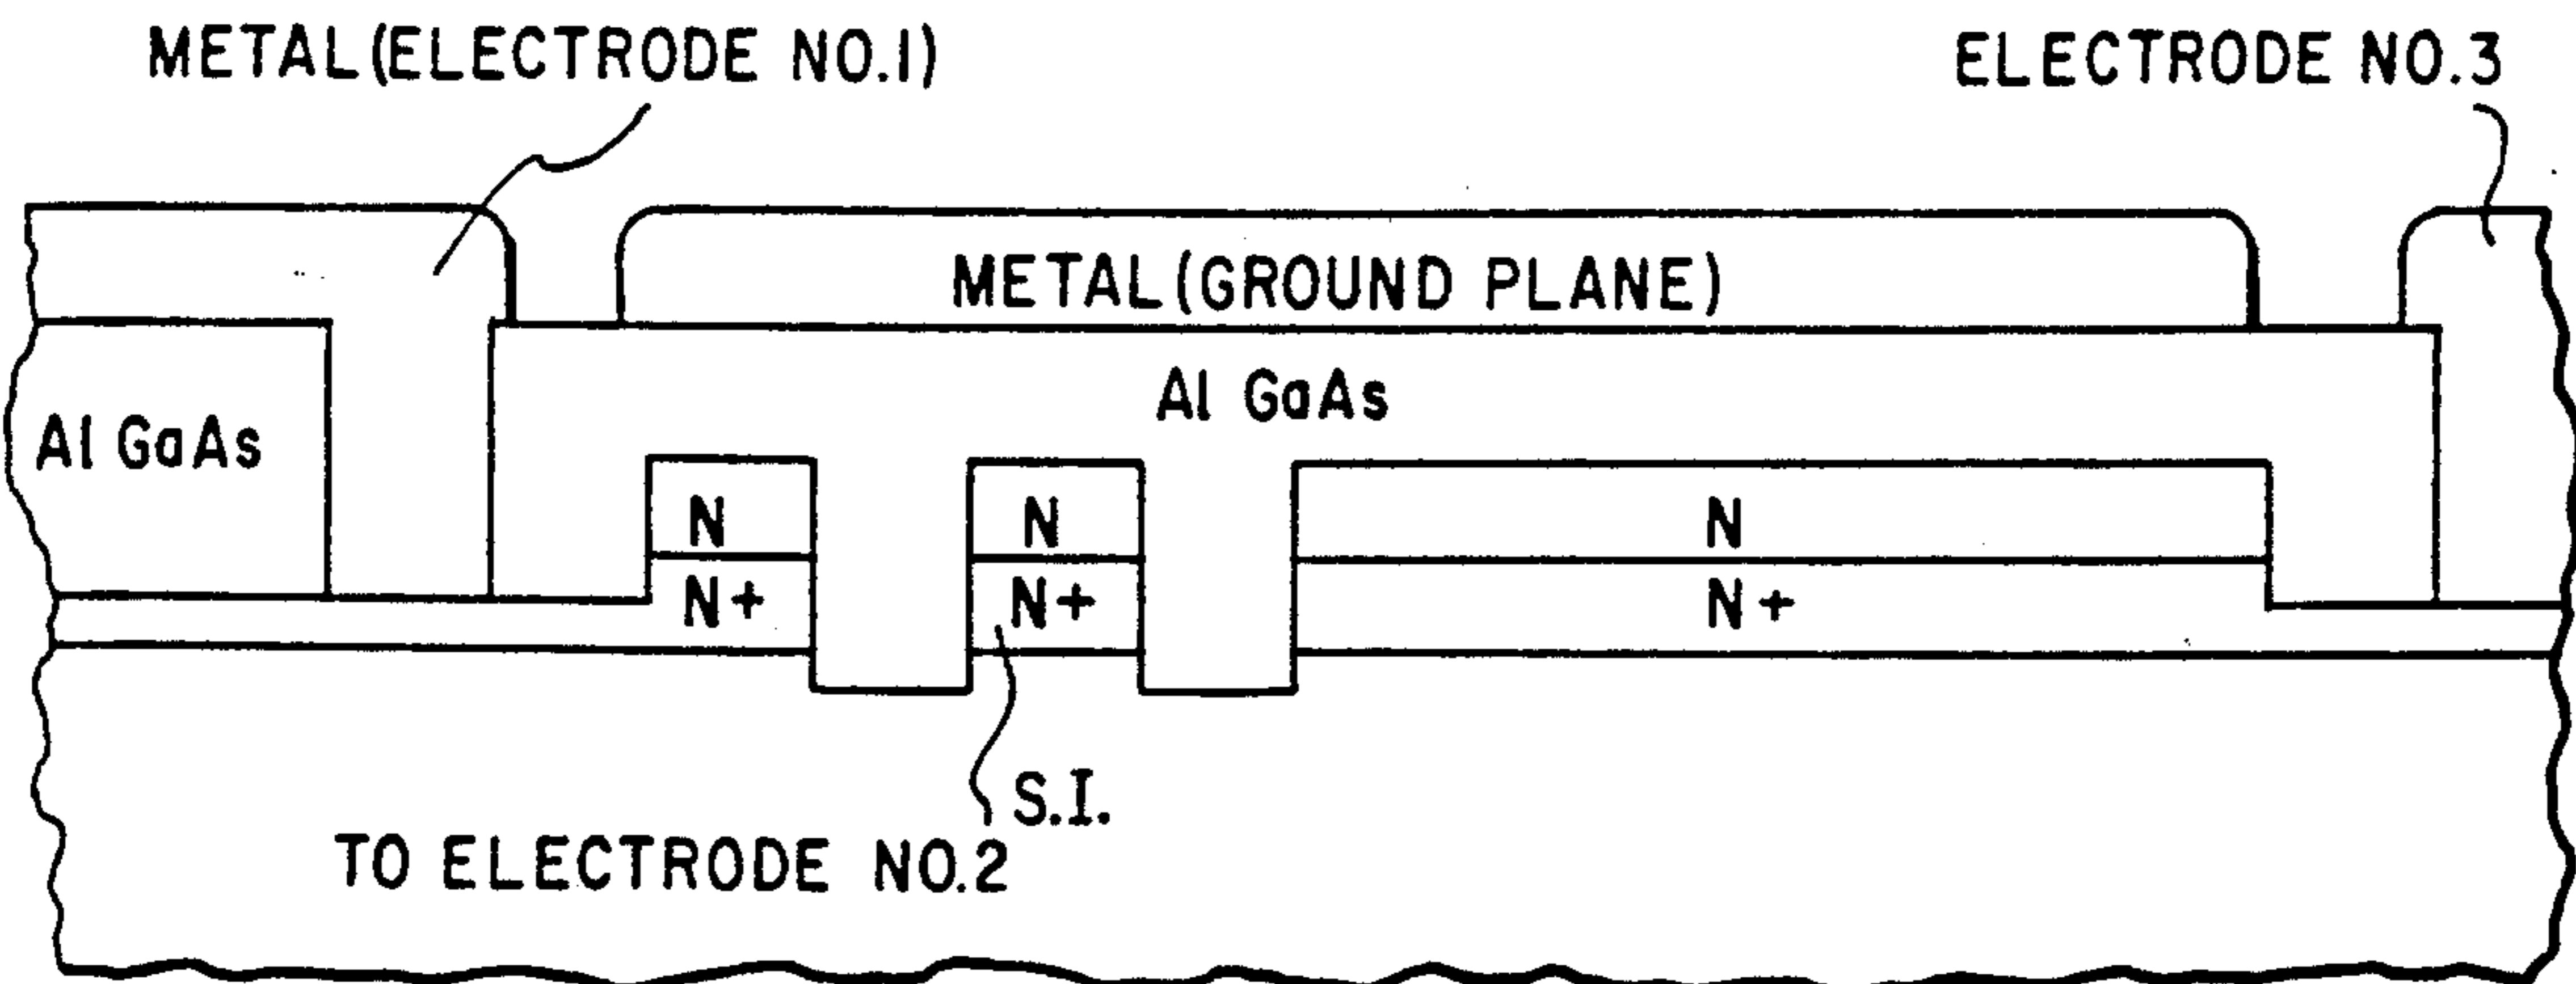 METAL(ELECTRODE NO.1)
ELECTRODE NO.3
METAL(GROUND PLANE)
Al GaAs
Al GaAs
N
N
N
N+
N+
N+
S.I.
TO ELECTRODE NO.2